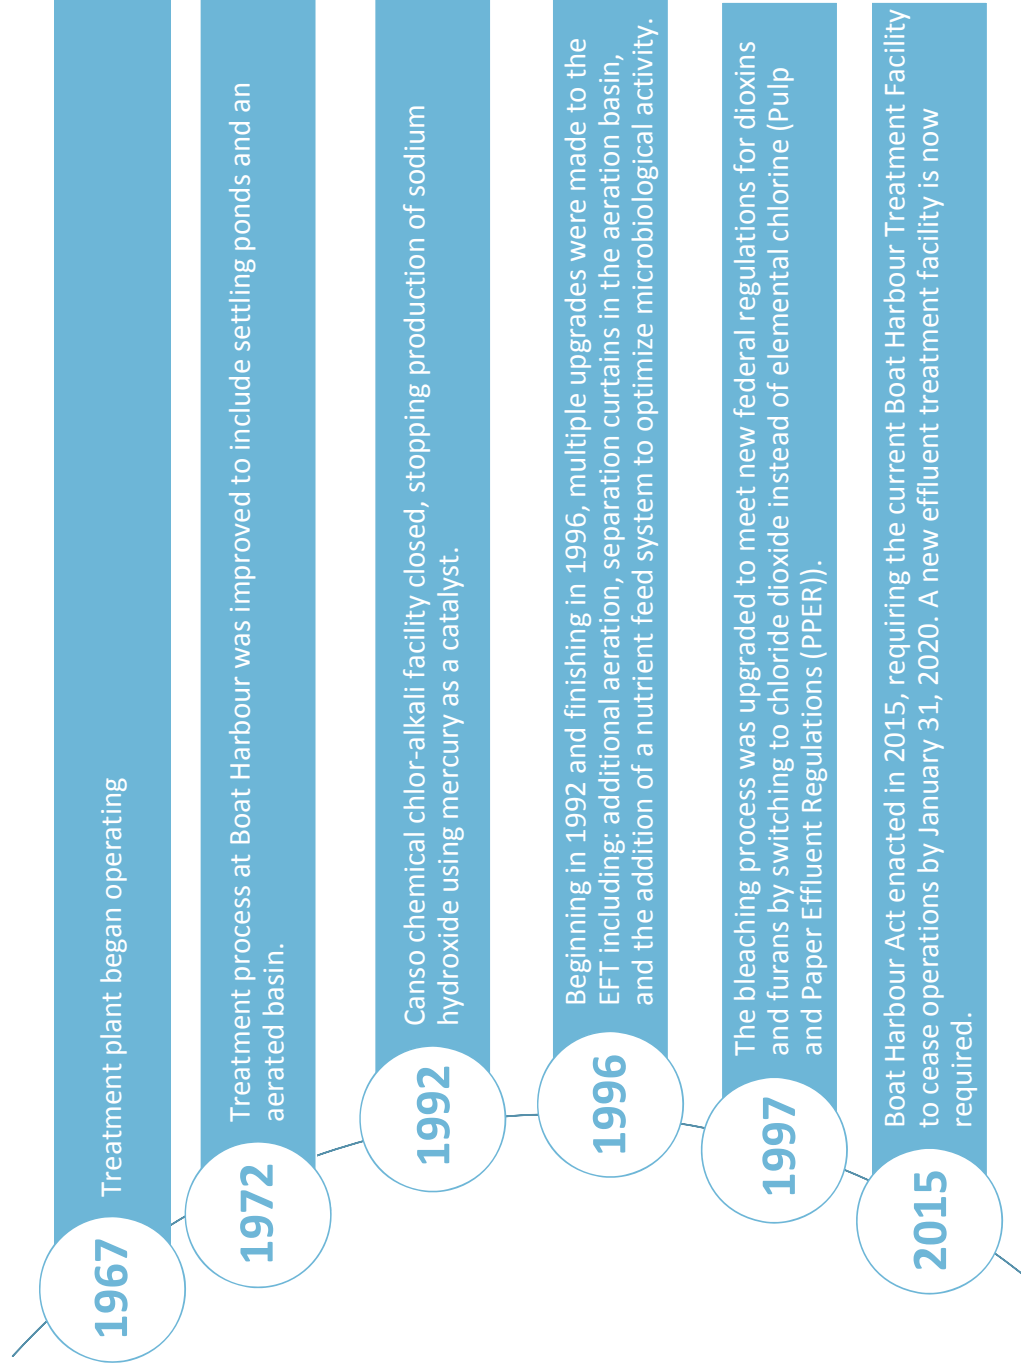 1967
Treatment plant began operating
1972
Treatment process at Boat Harbour was improved to include settling ponds and an
aerated basin.
1992
Canso chemical chlor-alkali facility closed, stopping production of sodium
hydroxide using mercury as a catalyst.
1996
Beginning in 1992 and finishing in 1996, multiple upgrades were made to the
EFT including: additional aeration, separation curtains in the aeration basin,
and the addition of a nutrient feed system to optimize microbiological activity.
1997
The bleaching process was upgraded to meet new federal regulations for dioxins
and furans by switching to chloride dioxide instead of elemental chlorine (Pulp
and Paper Effluent Regulations (PPER)).
2015
Boat Harbour Act enacted in 2015, requiring the current Boat Harbour Treatment Facility
to cease operations by January 31, 2020. A new effluent treatment facility is now
required.